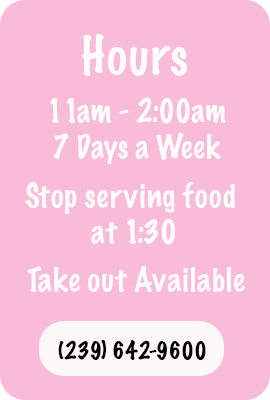 Hours
11am - 2:00am
7 Days a Week
Stop serving food
at 1:30
Take out Available
(239) 642-9600